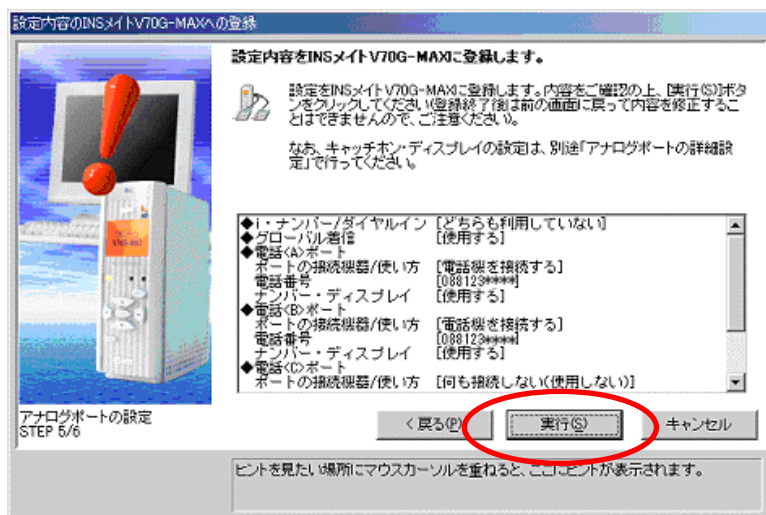 設定内容のINSメイトV70G-MAXへの登録
設定内容をINSメイトV70G-MAXに登録します。
設定をINSメイトV70G-MAXに登録します。内容をご確認の上、[実行(S)]ボタ
ンをクリックしてください(登録終了後は前の画面に戻って内容を修正するこ
とはできませんので、ご注意ください)。
なお、キャッチホン・ディスプレイの設定は、別途「アナログポートの詳細設
定」で行ってください。
◆i・ナンバー/ダイヤルイン [どちらも利用していない]
◆グローバル着信 [使用する]
◆電話<A>ポート
ポートの接続機器/使い方 [電話機を接続する]
電話番号 [088123****]
ナンバー・ディスプレイ [使用する]
◆電話<B>ポート
ポートの接続機器/使い方 [電話機を接続する]
電話番号 [088123****]
ナンバー・ディスプレイ [使用する]
◆電話<C>ポート
ポートの接続機器/使い方 [何も接続しない(使用しない)]
アナログポートの設定
STEP 5/6
<戻る(P) 実行(S) キャンセル
ヒントを見たい場所にマウスカーソルを重ねると、ここにヒントが表示されます。